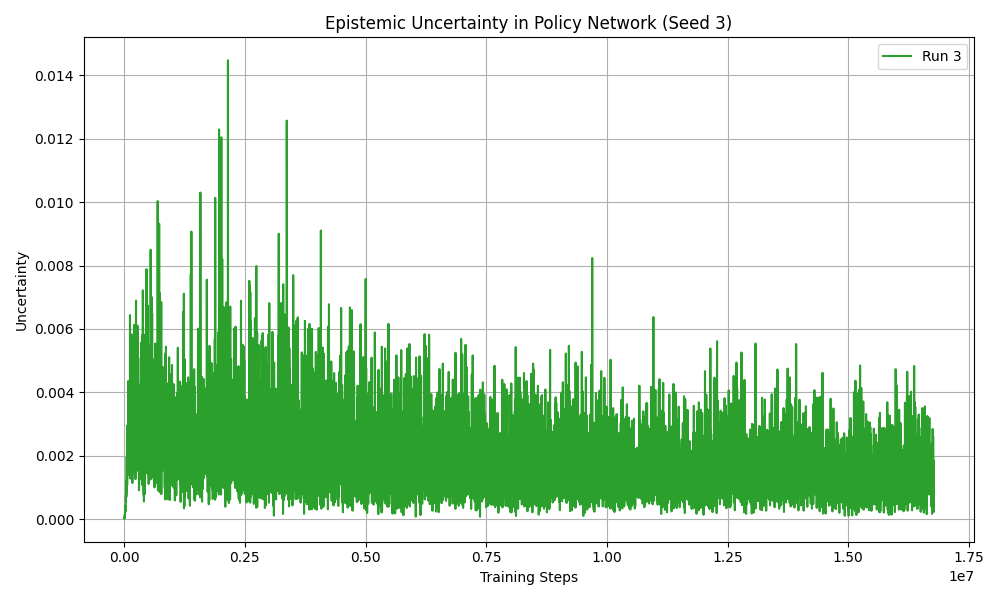 Epistemic Uncertainty in Policy Network (Seed 3)
Run 3
0.014
0.012
0.010
0.008
0.006
0.004
0.002
0.000
Uncertainty
0.00 0.25 0.50 0.75 1.00 1.25 1.50 1.75
1e7
Training Steps